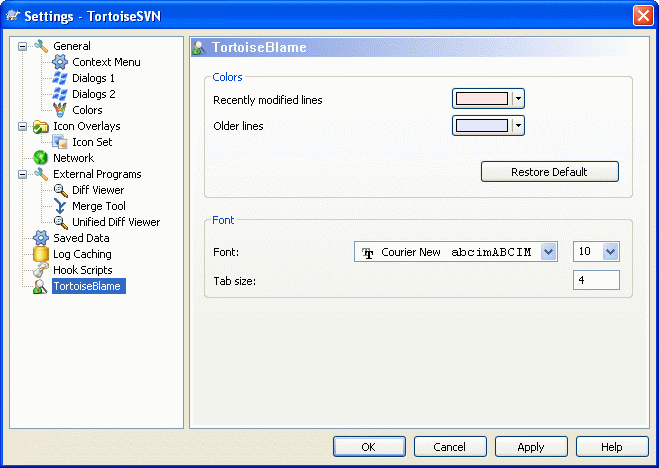 Settings - TortoiseSVN
General
Context Menu
Dialogs 1
Dialogs 2
Colors
Icon Overlays
Icon Set
Network
External Programs
Diff Viewer
Merge Tool
Unified Diff Viewer
Saved Data
Log Caching
Hook Scripts
TortoiseBlame
TortoiseBlame
Colors
Recently modified lines
Older lines
Restore Default
Font
Font: Courier New abcimABCIM 10
Tab size: 4
OK Cancel Apply Help